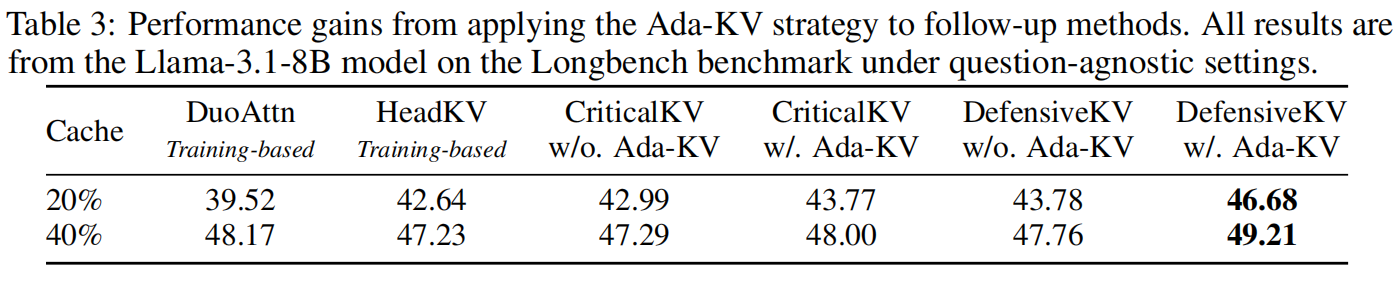 Table 3: Performance gains from applying the Ada-KV strategy to follow-up methods. All results are
from the Llama-3.1-8B model on the Longbench benchmark under question-agnostic settings.
Cache DuoAttn HeadKV CriticalKV CriticalKV DefensiveKV DefensiveKV
Training-based Training-based w/o. Ada-KV w/. Ada-KV w/o. Ada-KV w/. Ada-KV
20% 39.52 42.64 42.99 43.77 43.78 46.68
40% 48.17 47.23 47.29 48.00 47.76 49.21